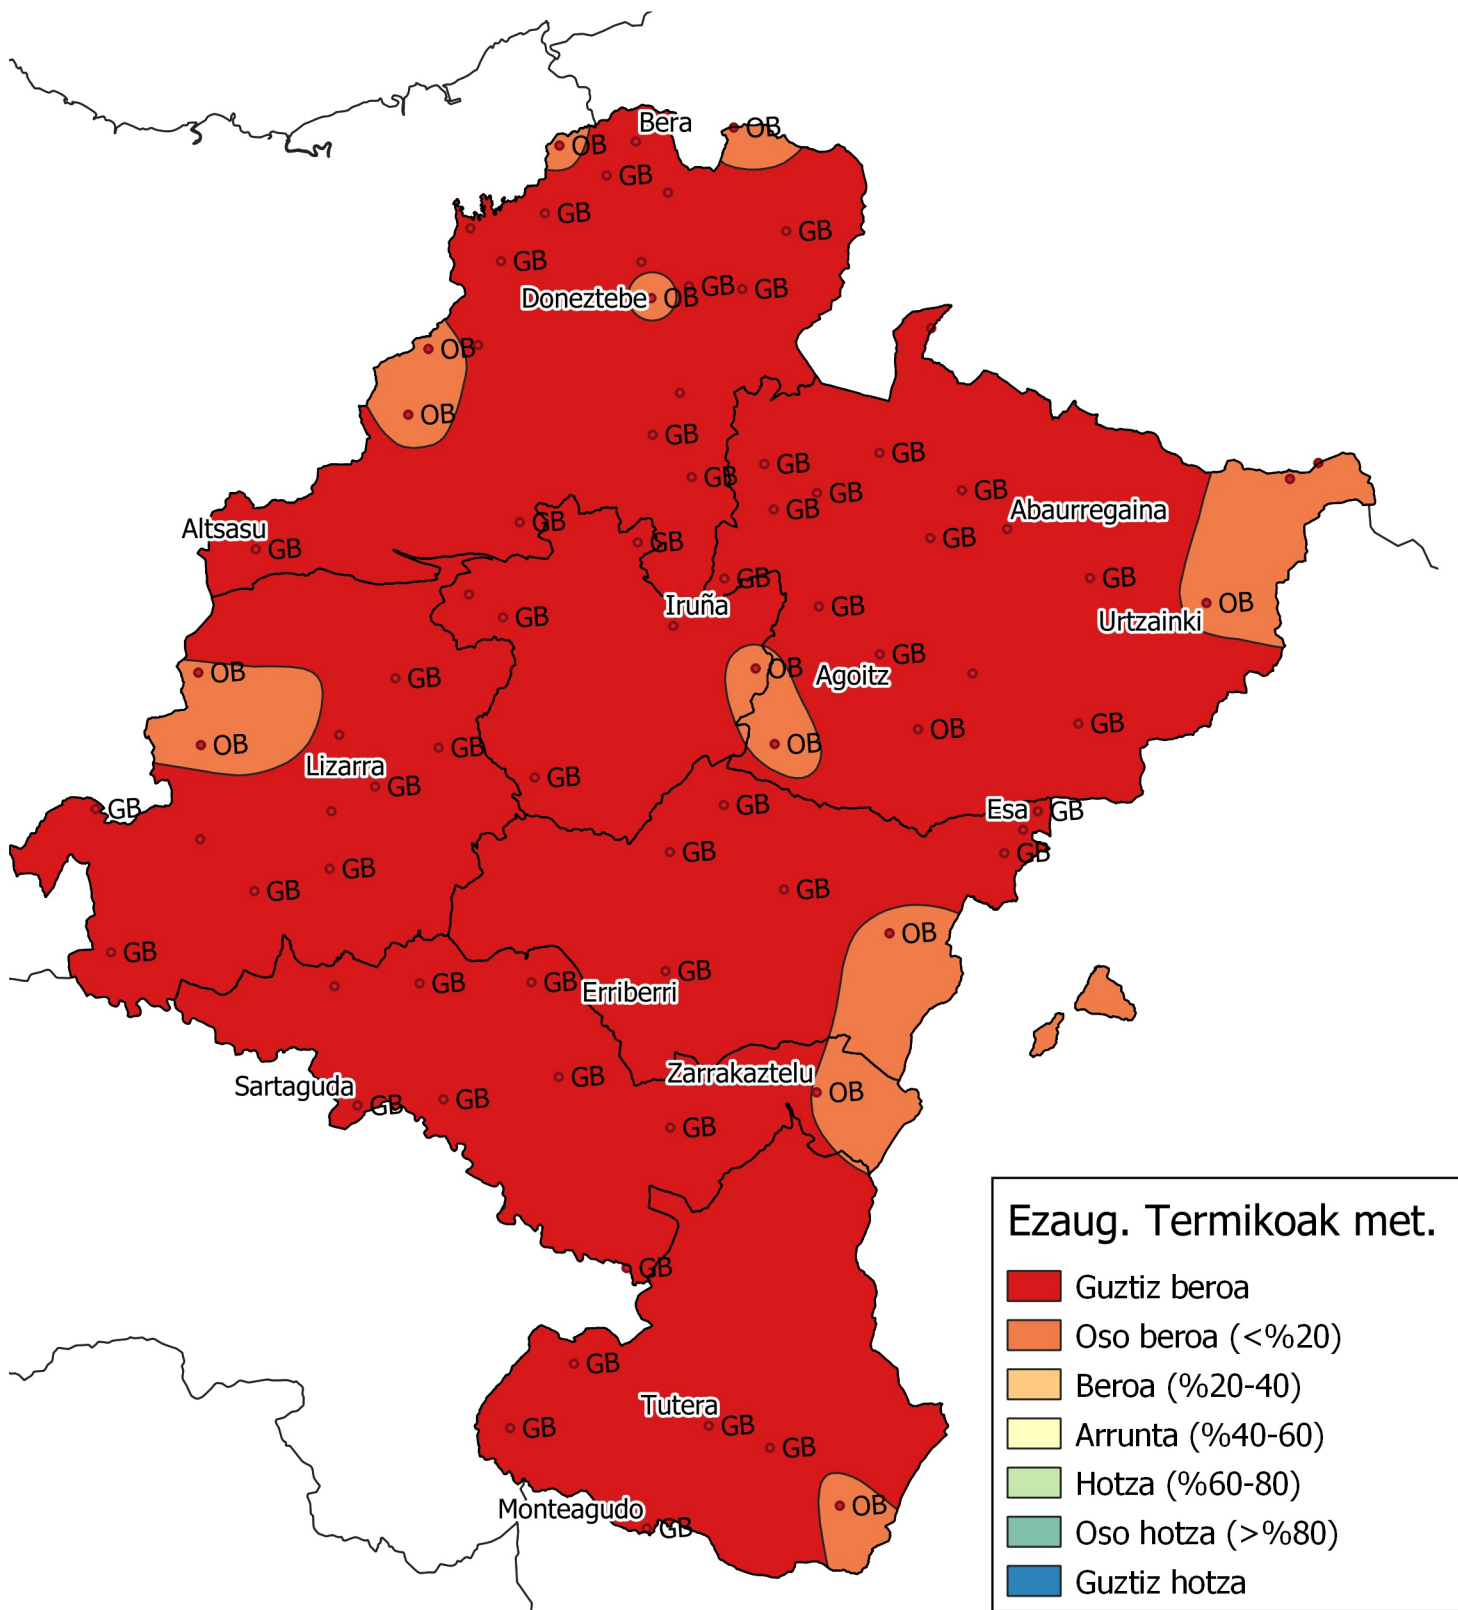 Bera
OB
OB
GB
GB
GB
GB
Doneztebe
OB
GB
GB
OB
OB
GB
GB
GB
GB
GB
GB
GB
Abaurregaina
Altsasu
GB
GB
GB
GB
GB
GB
Iruña
GB
GB
OB
Urtzainki
GB
GB
OB
OB
Agoitz
GB
OB
GB
OB
GB
OB
Lizarra
GB
GB
GB
GB
Esa
GB
GB
GB
GB
GB
GB
GB
OB
GB
GB
GB
GB
Erriberri
Zarrakaztelu
OB
Sartaguda
GB
GB
GB
GB
GB
GB
GB
Tutera
GB
GB
Monteagudo
GB
OB
Ezaug. Termikoak met.
Guztiz beroa
Oso beroa (<%20)
Beroa (%20-40)
Arrunta (%40-60)
Hotza (%60-80)
Oso hotza (>%80)
Guztiz hotza